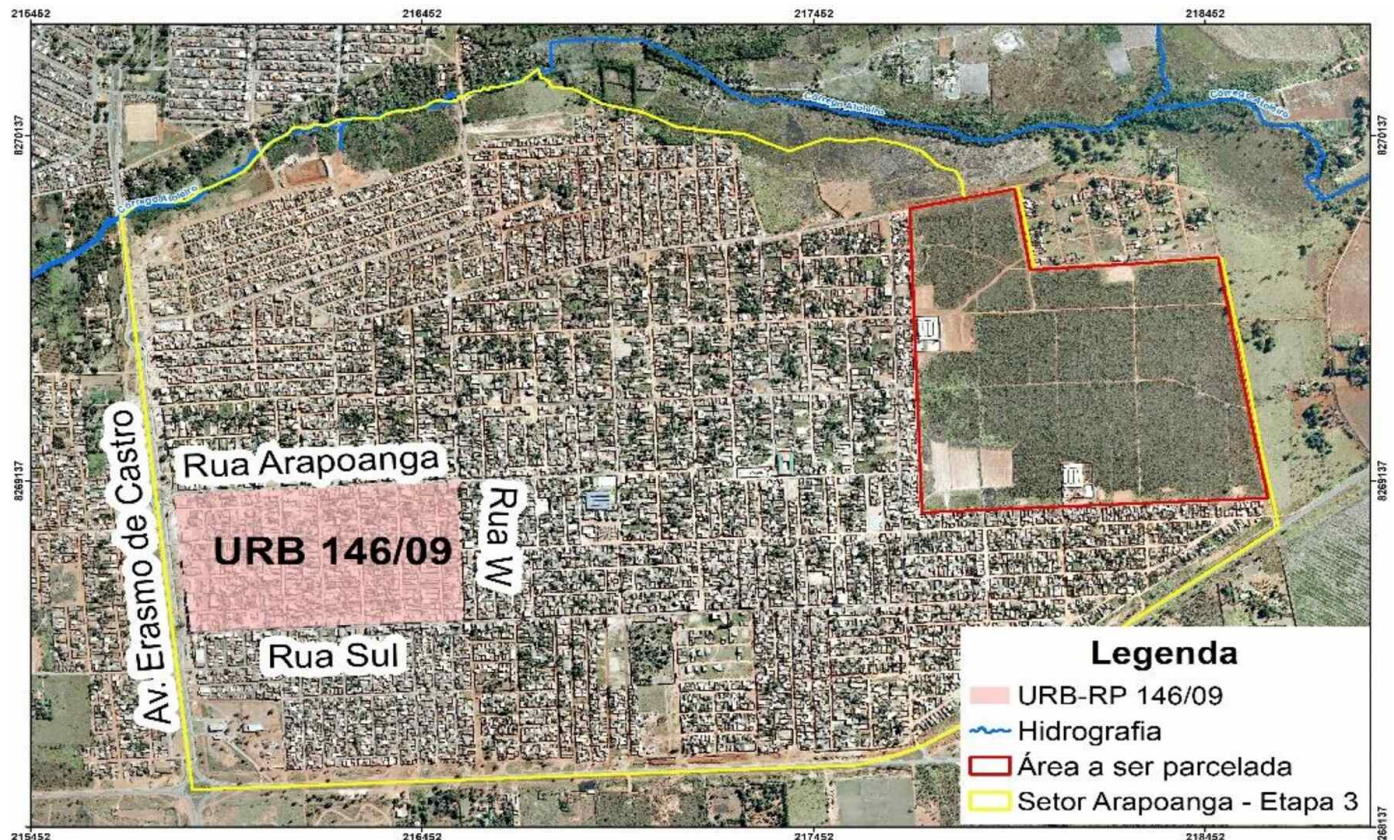 215452
216452
217452
218452
8270137
8270137
Córrego Atoleiro
Córrego Atoleiro
Córrego Atoleiro
8269137
8269137
Av. Erasmo de Castro
Rua Arapoanga
URB 146/09
Rua W
Rua Sul
Legenda
URB-RP 146/09
Hidrografia
Área a ser parcelada
Setor Arapoanga - Etapa 3
215452
216452
217452
218452